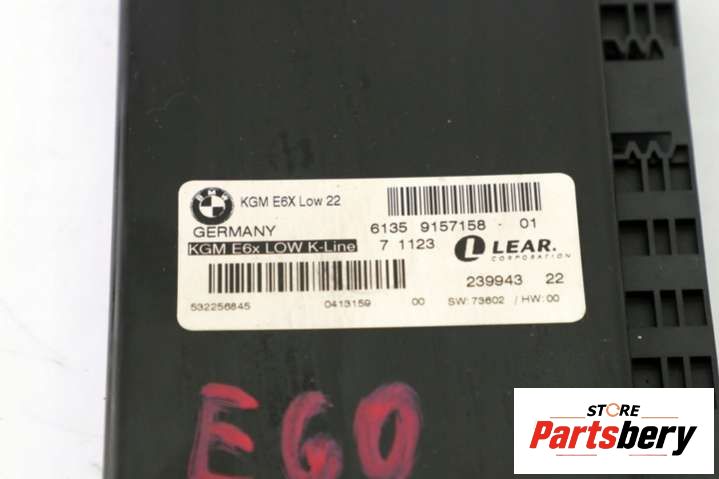 BMW
KGM E6X Low 22
GERMANY
6135 9157158 - 01
KGM E6x LOW K-Line
7 1123
L LEAR.
CORPORATION
239943 22
532256845
0413159
00
SW: 73602 / HW: 00
E60
STORE
Partsbery